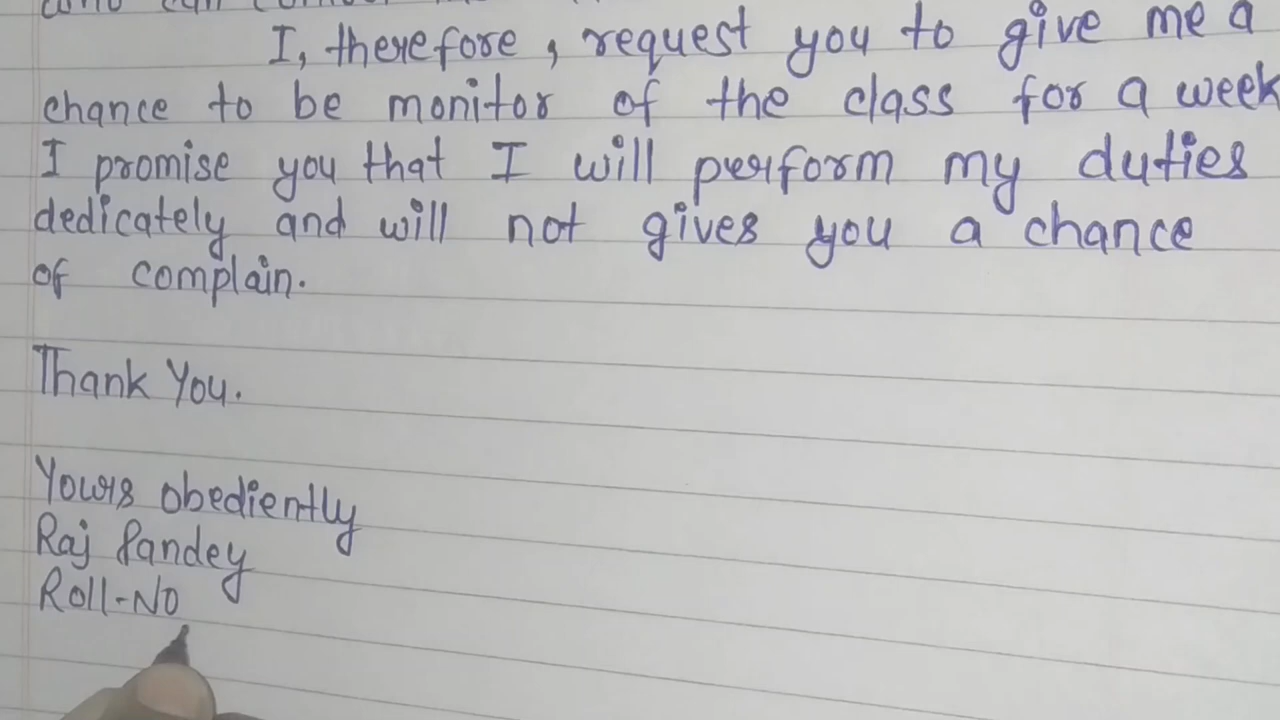 who can
I, therefore, request you to give me a
chance to be monitor of the class for a week
I promise you that I will perform my duties
dedicately and will not gives you a chance
of complain.
Thank You.
Yours obediently
Raj Pandey
Roll-No